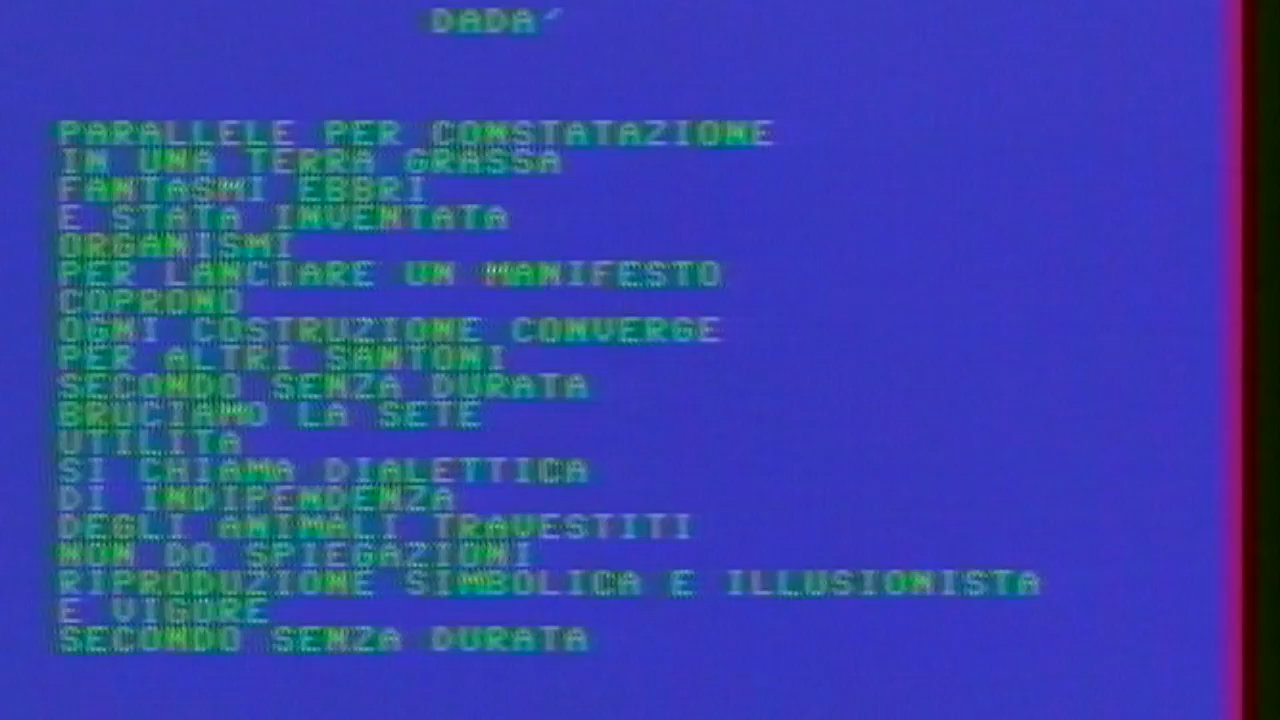 DADA'
PARALLELE PER CONSTATAZIONE
IN UNA TERRA GRASSA
FANTASMI EBBRI
E STATA INVENTATA
ORGANISMI
PER LANCIARE UN MANIFESTO
COPRONO
OGNI COSTRUZIONE CONVERGE
PER ALTRI SANTONI
SECONDO SENZA DURATA
BRUCIAMO LA SETE
UTILITA
SI CHIAMA DIALETTICA
DI INDIPENDENZA
DEGLI ANIMALI TRAVESTITI
NON DO SPIEGAZIONI
RIPRODUZIONE SIMBOLICA E ILLUSIONISTA
E VIGORE
SECONDO SENZA DURATA